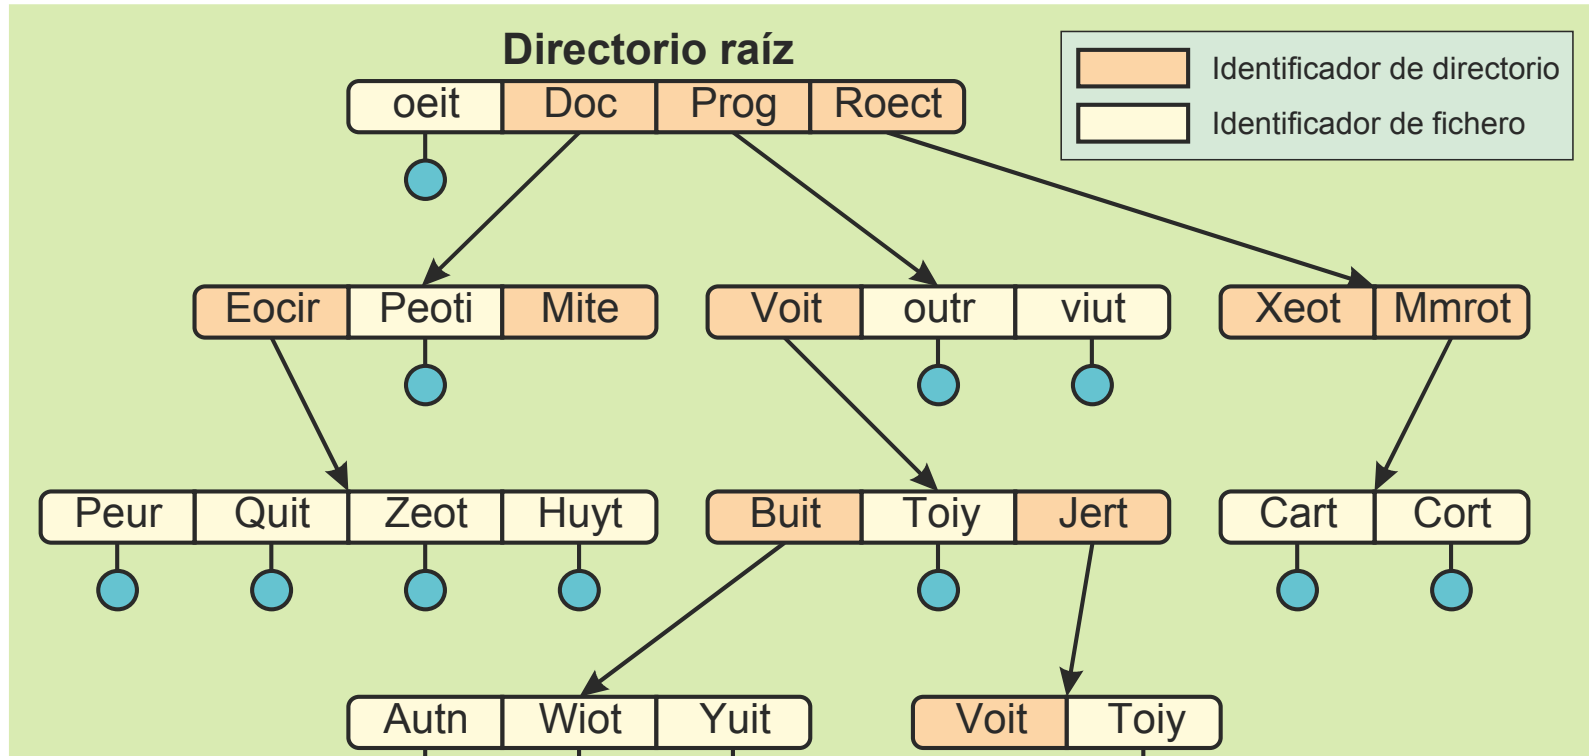 Directorio raíz
Identificador de directorio
Identificador de fichero
oeit Doc Prog Roect
Eocir Peoti Mite
Voit outr viut
Xeot Mmrot
Peur Quit Zeot Huyt
Buit Toiy Jert
Cart Cort
Autn Wiot Yuit
Voit Toiy